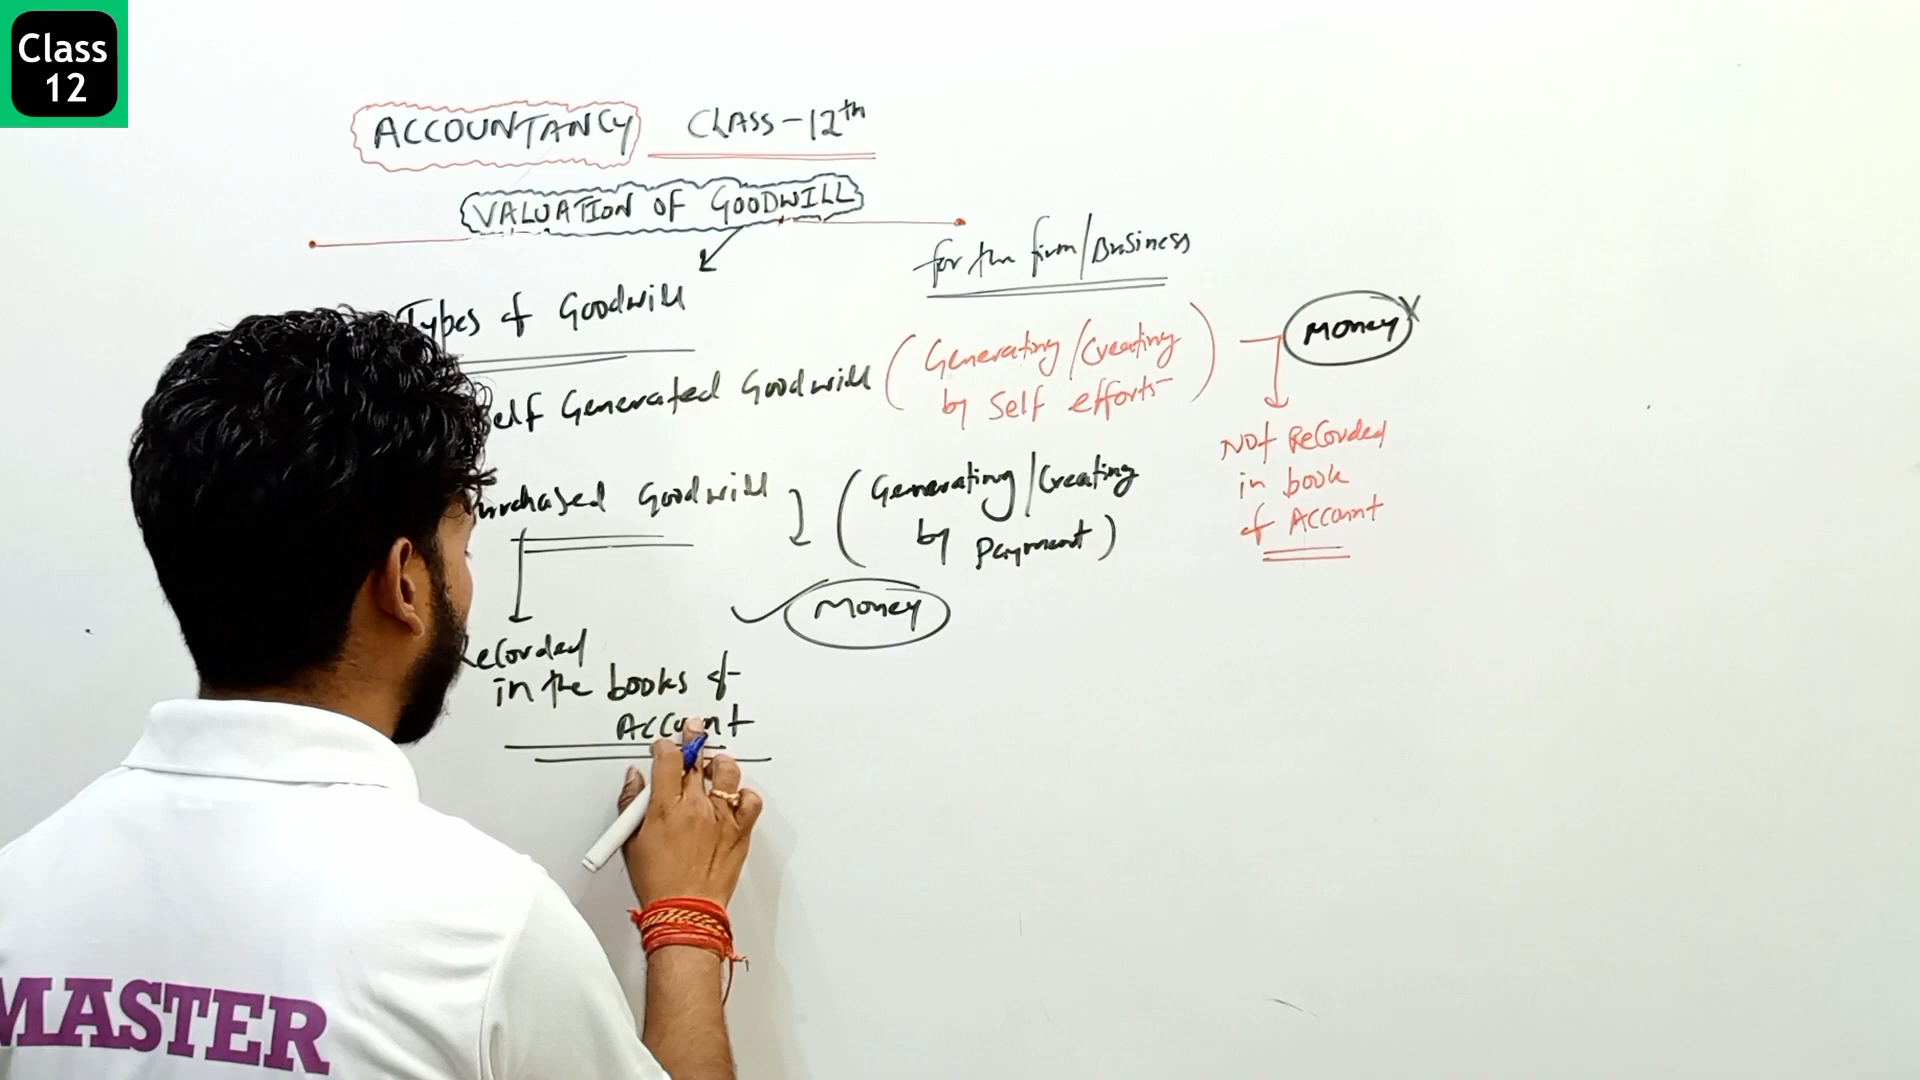 Class
12
ACCOUNTANCY CLASS-12th
VALUATION OF GOODWILL
for the firm/Business
Types of Goodwill
Self Generated Goodwill (Generating/Creating
by Self efforts)
Money X
Not Recorded
in book
of Account
Purchased Goodwill (Generating/Creating
by Payment)
Money
Recorded
in the books of
Account
MASTER